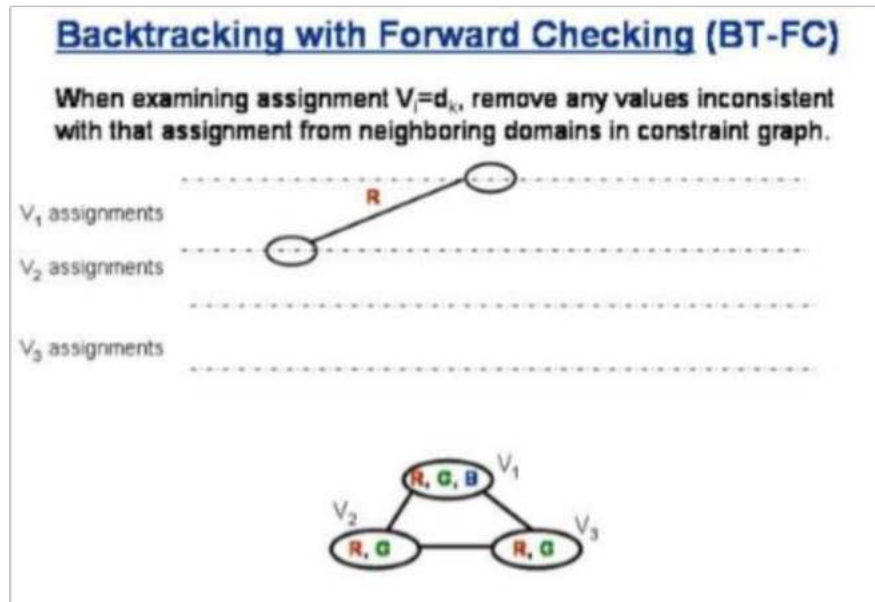 Backtracking with Forward Checking (BT-FC)
When examining assignment Vᵢ=dₖ, remove any values inconsistent
with that assignment from neighboring domains in constraint graph.
R
V₁ assignments
V₂ assignments
V₃ assignments
R, G, B V₁
V₂
V₃
R, G
R, G